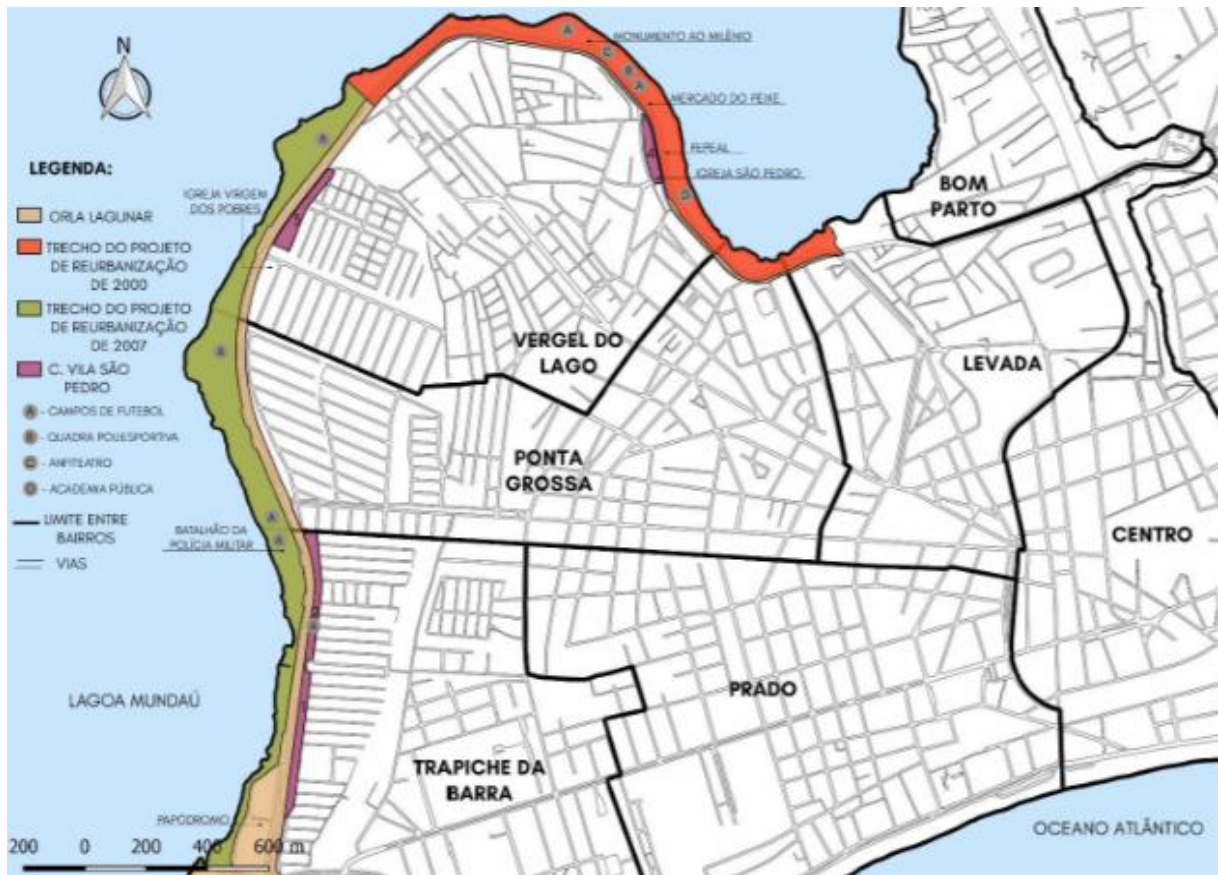 N
LEGENDA:
ORLA LAGUNAR
TRECHO DO PROJETO
DE REURBANIZAÇÃO
DE 2000
TRECHO DO PROJETO
DE REURBANIZAÇÃO
DE 2007
C. VILA SÃO
PEDRO
A - CAMPOS DE FUTEBOL
B - QUADRA POLIESPORTIVA
C - ANFITEATRO
- ACADEMIA PÚBLICA
LIMITE ENTRE
BAIRROS
VIAS
MONUMENTO AO MILÊNIO
A
C
B
A
MERCADO DO PEIXE
FEPEAL
IGREJA SÃO PEDRO
D
A
IGREJA VIRGEM
DOS POBRES
A
A
A
BATALHÃO DA
POLÍCIA MILITAR
BOM
PARTO
VERGEL DO
LAGO
LEVADA
PONTA
GROSSA
CENTRO
PRADO
TRAPICHE DA
BARRA
LAGOA MUNDAÚ
PAPÓDROMO
OCEANO ATLÂNTICO
200 0 200 400 600 m